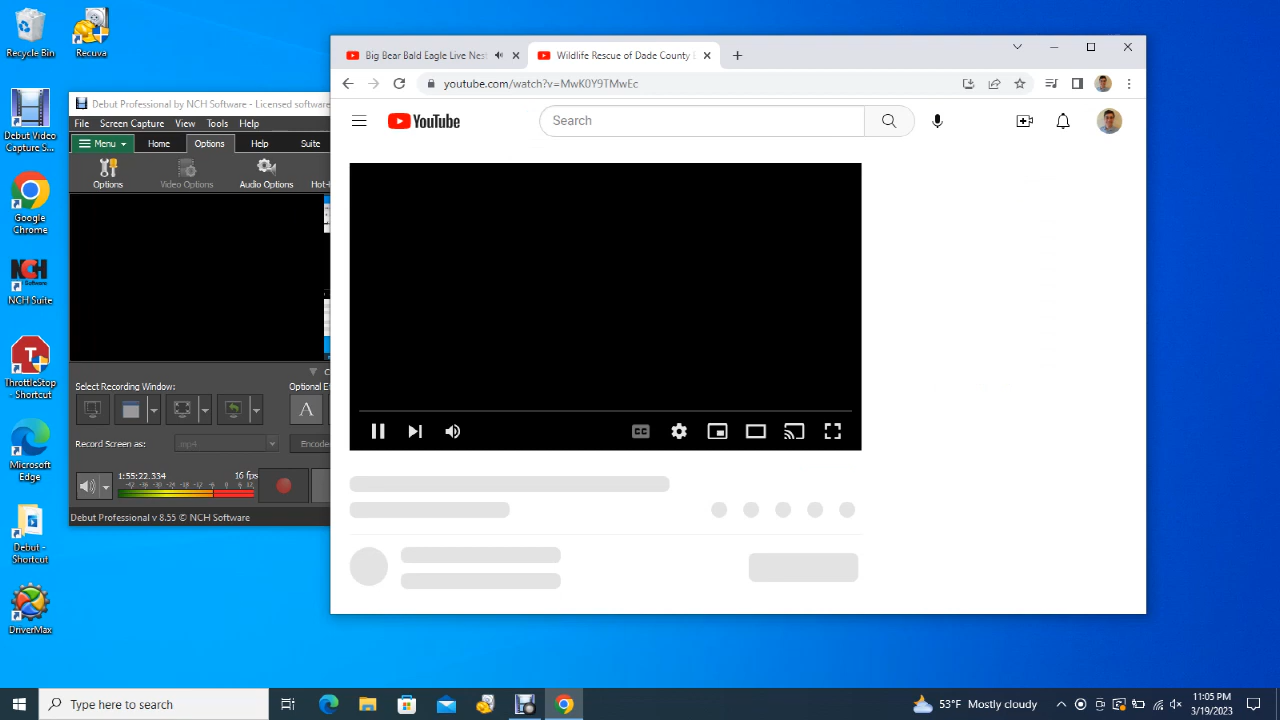 Recycle Bin
Recuva
Debut Video Capture S...
Google Chrome
NCH Suite
ThrottleStop - Shortcut
Microsoft Edge
Debut - Shortcut
DriverMax
Debut Professional by NCH Software - Licensed software
File Screen Capture View Tools Help
Menu Home Options Help Suite
Options Video Options Audio Options
Select Recording Window:
Record Screen as: .mp4
1:55:22.334 16 fps
Debut Professional v 8.55 © NCH Software
Big Bear Bald Eagle Live Nest
Wildlife Rescue of Dade County
youtube.com/watch?v=MwK0Y9TMwEc
YouTube
Search
CC
Type here to search
53°F Mostly cloudy
11:05 PM
3/19/2023